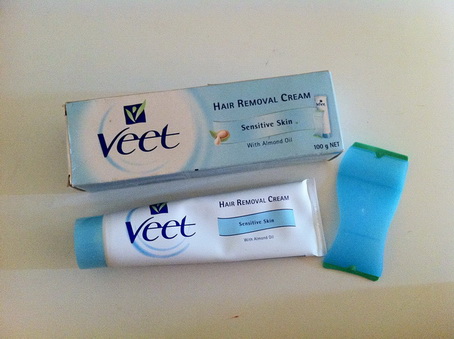 Veet
HAIR REMOVAL CREAM
Sensitive Skin
With Almond Oil
100 g NET
Veet
HAIR REMOVAL CREAM
Sensitive Skin
With Almond Oil